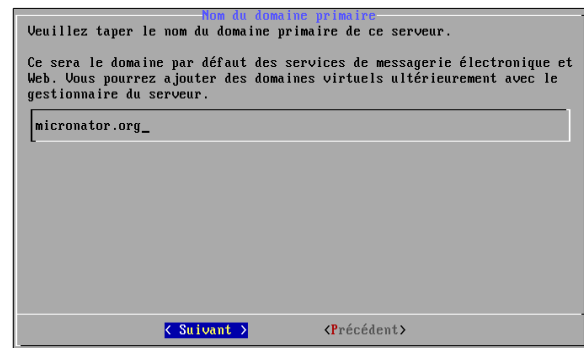 Nom du domaine primaire
Veuillez taper le nom du domaine primaire de ce serveur.
Ce sera le domaine par défaut des services de messagerie électronique et
Web. Vous pourrez ajouter des domaines virtuels ultérieurement avec le
gestionnaire du serveur.
micronator.org_
< Suivant > <Précédent>